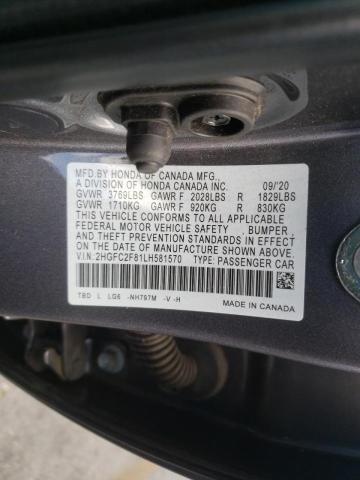 MFD.BY HONDA OF CANADA MFG.,
A DIVISION OF HONDA CANADA INC. 09/'20
GVWR 3769LBS GAWR F 2028LBS R 1829LBS
GVWR 1710KG GAWR F 920KG R 830KG
THIS VEHICLE CONFORMS TO ALL APPLICABLE
FEDERAL MOTOR VEHICLE SAFETY , BUMPER ,
AND THEFT PREVENTION STANDARDS IN EFFECT
ON THE DATE OF MANUFACTURE SHOWN ABOVE.
V.I.N: 2HGFC2F81LH581570 TYPE: PASSENGER CAR
TBD L LG6 -NH797M -V -H
MADE IN CANADA